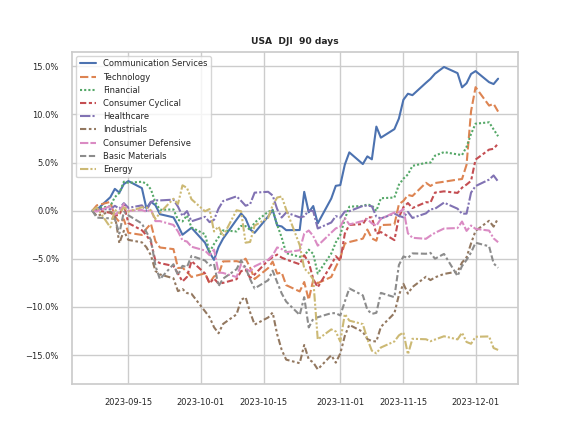 USA  DJI  90 days
15.0%
10.0%
5.0%
0.0%
−5.0%
−10.0%
−15.0%
Communication Services
Technology
Financial
Consumer Cyclical
Healthcare
Industrials
Consumer Defensive
Basic Materials
Energy
2023-09-15
2023-10-01
2023-10-15
2023-11-01
2023-11-15
2023-12-01